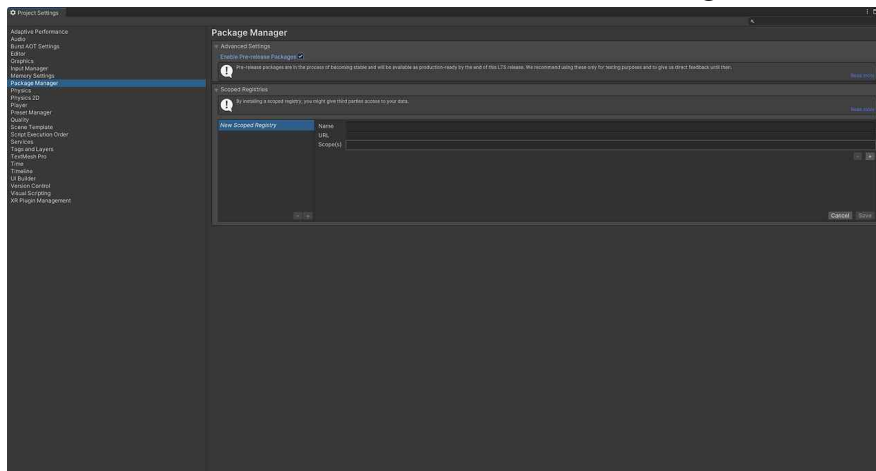 Project Settings
Adaptive Performance
Audio
Burst AOT Settings
Editor
Graphics
Input Manager
Memory Settings
Package Manager
Physics
Physics 2D
Player
Preset Manager
Quality
Scene Template
Script Execution Order
Services
Tags and Layers
TextMesh Pro
Time
Timeline
UI Builder
Version Control
Visual Scripting
XR Plugin Management
Package Manager
Advanced Settings
Enable Pre-release Packages
Pre-release packages are in the process of becoming stable and will be available as production-ready by the end of this LTS release. We recommend using these only for testing purposes and to give us direct feedback until then.
Read more
Scoped Registries
By installing a scoped registry, you might give third parties access to your data.
Read more
New Scoped Registry
Name
URL
Scope(s)
Cancel Save